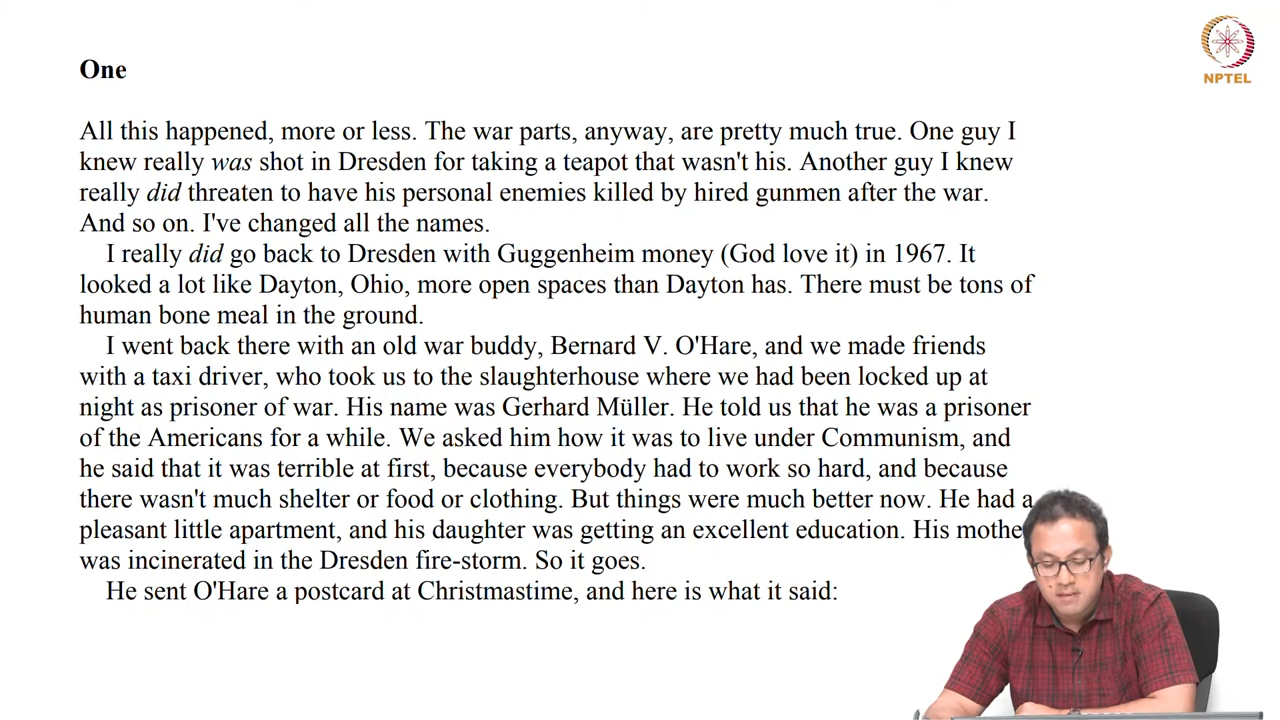 One
NPTEL
All this happened, more or less. The war parts, anyway, are pretty much true. One guy I
knew really was shot in Dresden for taking a teapot that wasn't his. Another guy I knew
really did threaten to have his personal enemies killed by hired gunmen after the war.
And so on. I've changed all the names.
I really did go back to Dresden with Guggenheim money (God love it) in 1967. It
looked a lot like Dayton, Ohio, more open spaces than Dayton has. There must be tons of
human bone meal in the ground.
I went back there with an old war buddy, Bernard V. O'Hare, and we made friends
with a taxi driver, who took us to the slaughterhouse where we had been locked up at
night as prisoner of war. His name was Gerhard Müller. He told us that he was a prisoner
of the Americans for a while. We asked him how it was to live under Communism, and
he said that it was terrible at first, because everybody had to work so hard, and because
there wasn't much shelter or food or clothing. But things were much better now. He had a
pleasant little apartment, and his daughter was getting an excellent education. His mothe
was incinerated in the Dresden fire-storm. So it goes.
He sent O'Hare a postcard at Christmastime, and here is what it said: